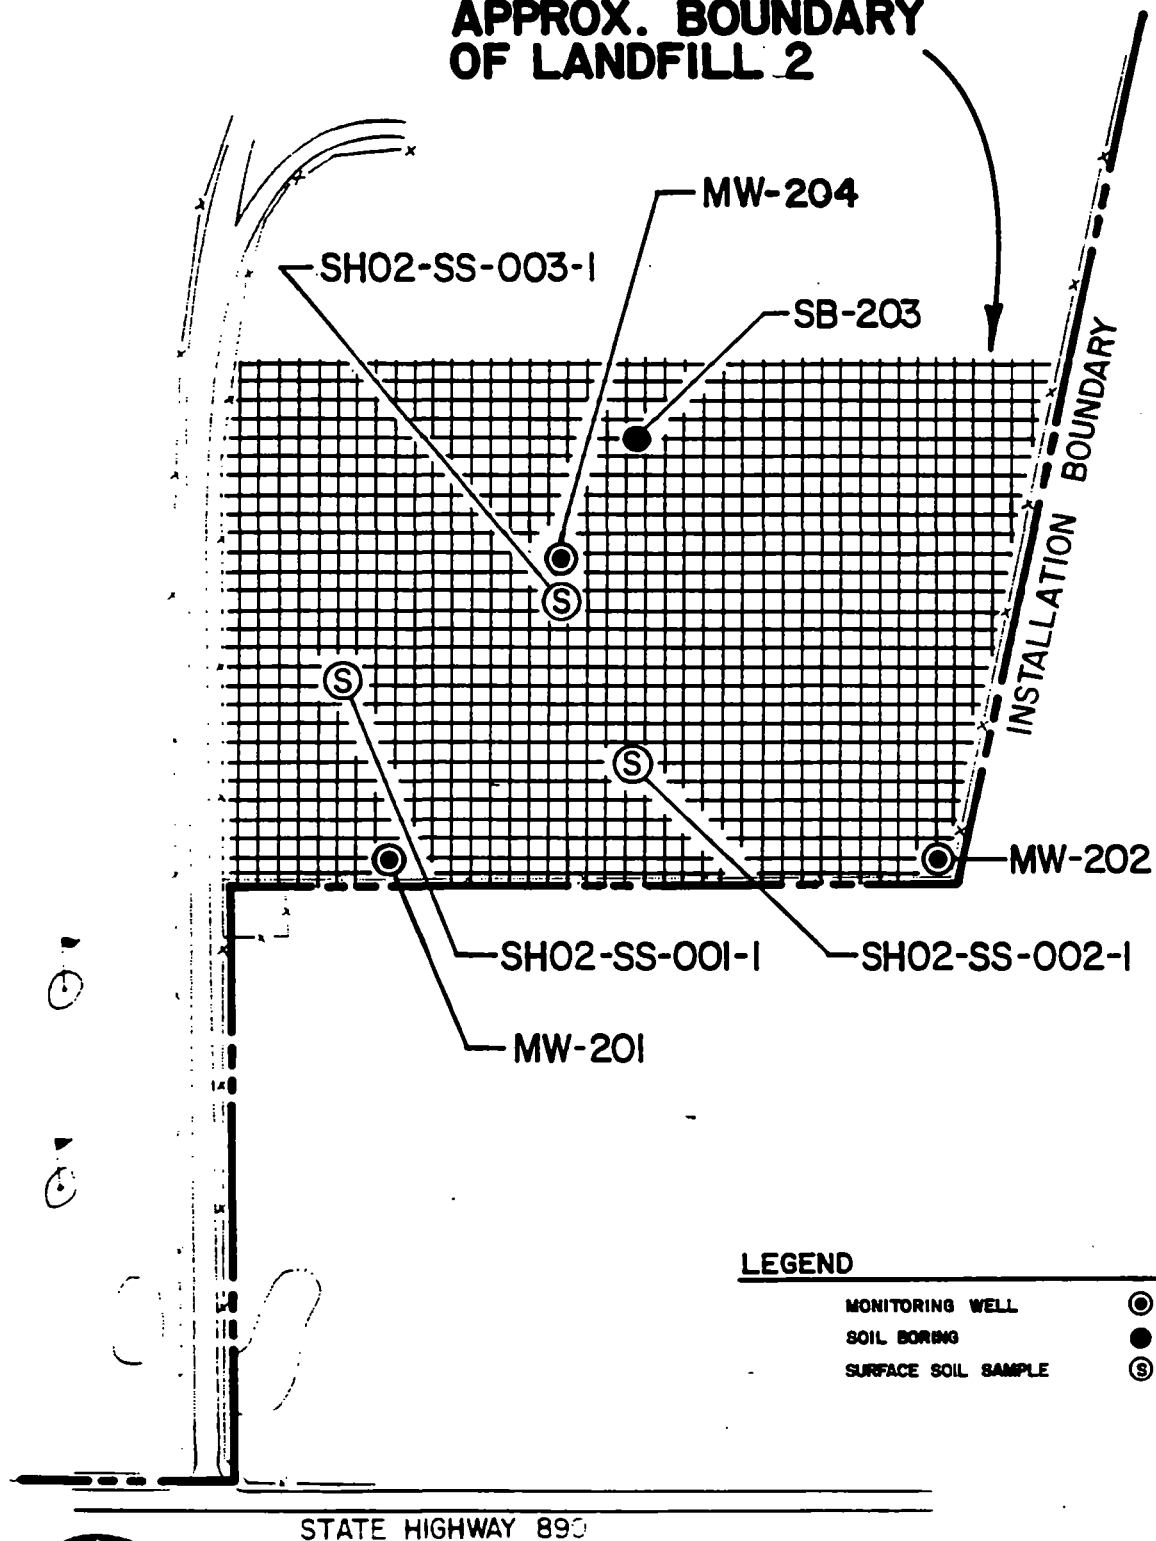 APPROX. BOUNDARY
OF LANDFILL 2
MW-204
SH02-SS-003-1
SB-203
INSTALLATION BOUNDARY
MW-202
SH02-SS-001-1
SH02-SS-002-1
MW-201
LEGEND
MONITORING WELL
SOIL BORING
SURFACE SOIL SAMPLE
S
S
S
S
STATE HIGHWAY